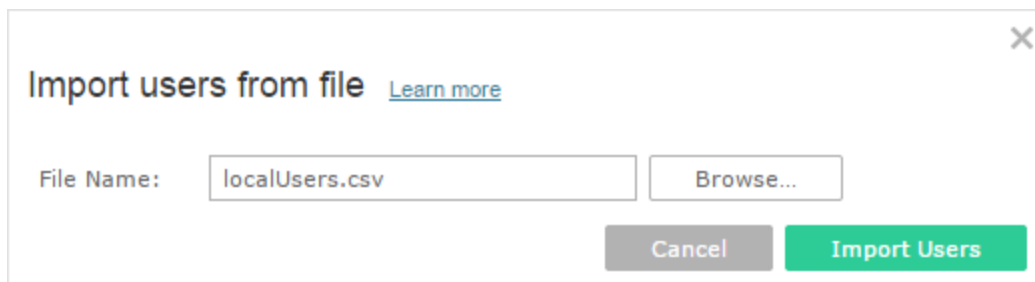 Import users from file Learn more
File Name: localUsers.csv Browse...
Cancel Import Users